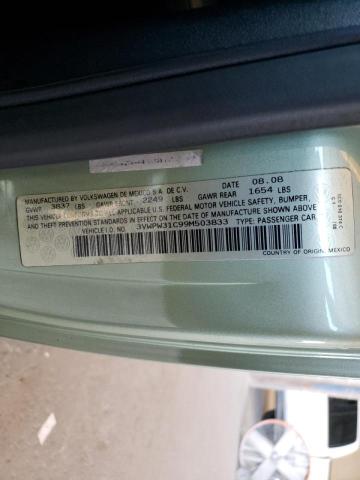 MANUFACTURED BY VOLKSWAGEN DE MEXICO S.A. DE C.V. DATE 08.08
GVWR 3837 LBS GAWR FRONT 2249 LBS GAWR REAR 1654 LBS
THIS VEHICLE CONFORMS TO ALL APPLICABLE FEDERAL MOTOR VEHICLE SAFETY, BUMPER,
AND THEFT PREVENTION STANDARDS IN EFFECT ON THE DATE OF MANUFACTURE SHOWN ABOVE
VEHICLE I.D. NO.: 3VWPW31C99M503833 TYPE: PASSENGER CAR
COUNTRY OF ORIGIN: MEXICO